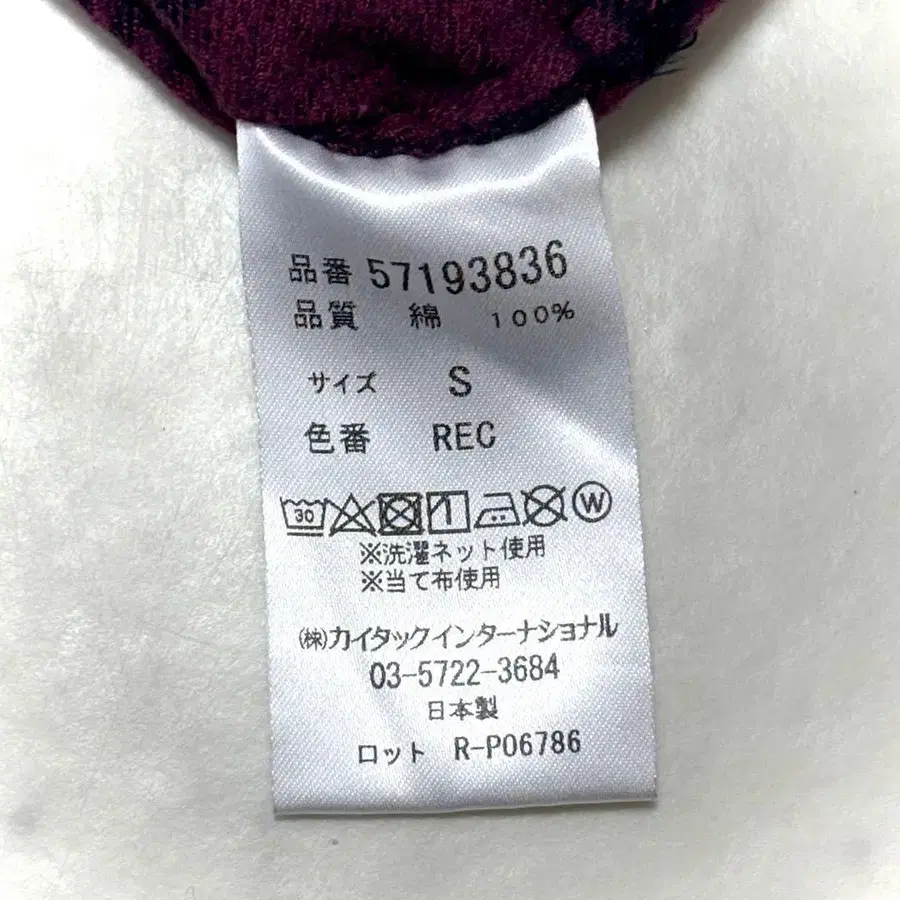 品番 57193836
品質 綿 100%
サイズ S
色番 REC
30 W
※洗濯ネット使用
※当て布使用
㈱カイタックインターナショナル
03-5722-3684
日本製
ロット R-P06786